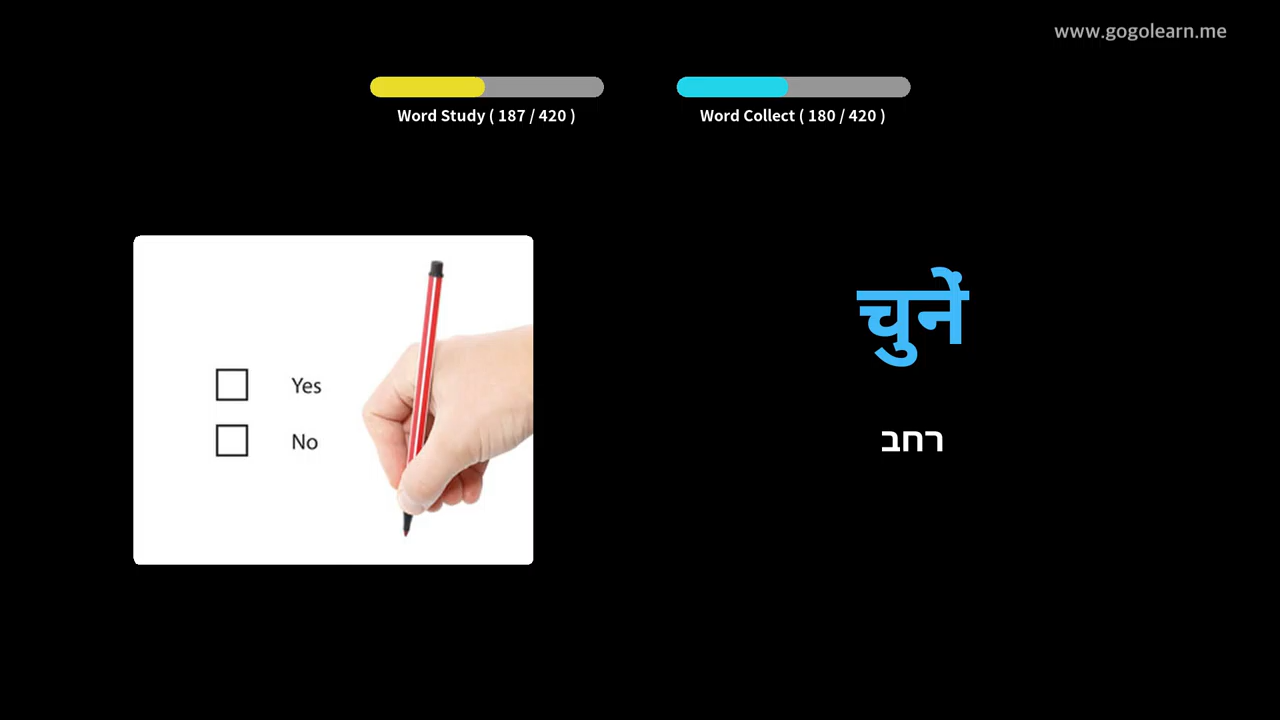 www.gogolearn.me
Word Study ( 187 / 420 )
Word Collect ( 180 / 420 )
Yes
No
चुनें
רחב